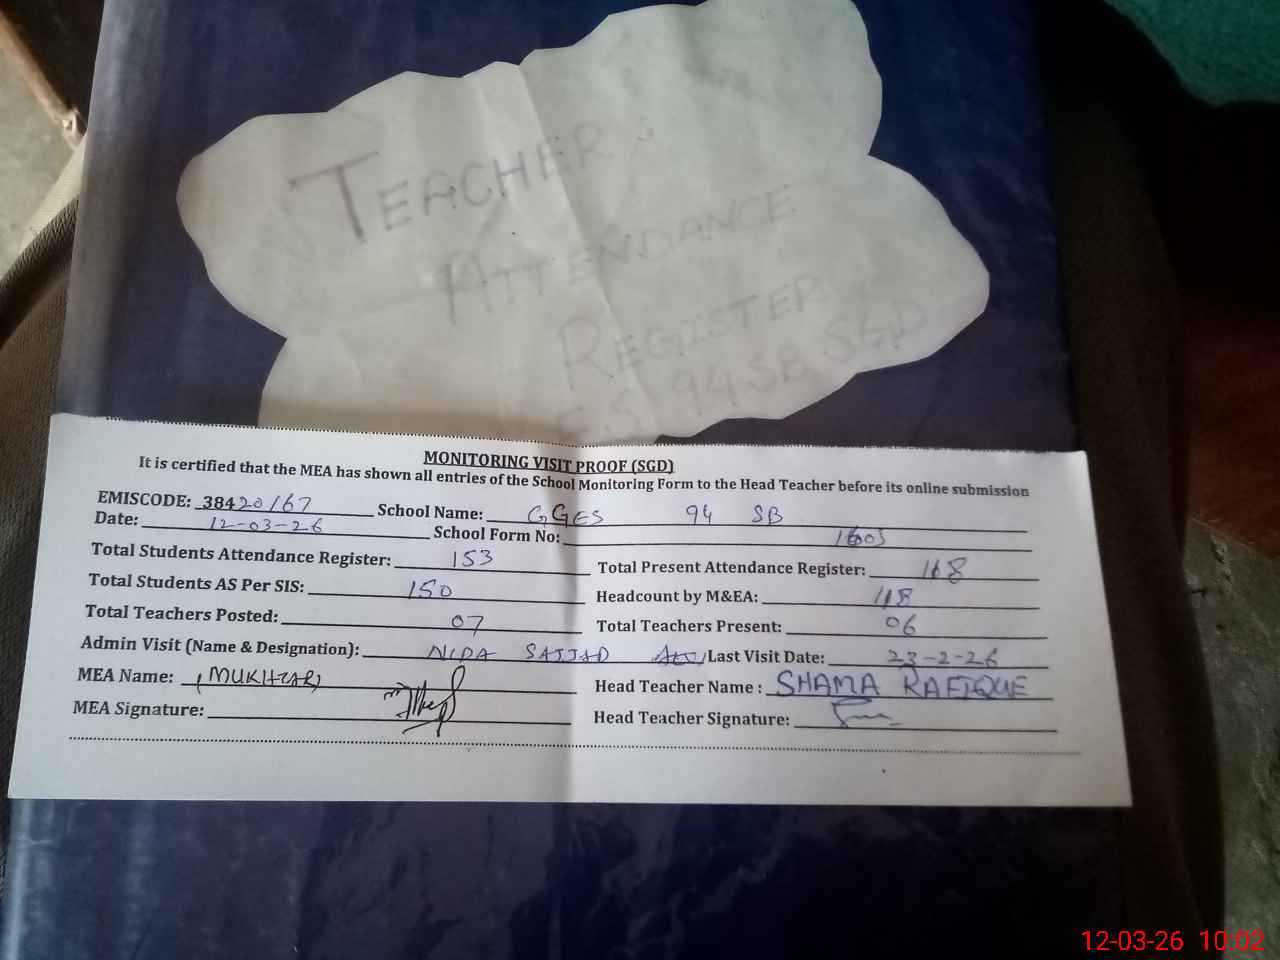 TEACHER'S
ATTENDANCE
REGISTER
E.S 94 SB SGD
MONITORING VISIT PROOF (SGD)
It is certified that the MEA has shown all entries of the School Monitoring Form to the Head Teacher before its online submission
EMISCODE: 38420167 School Name: GGES 94 SB
Date: 12-03-26 School Form No:
Total Students Attendance Register: 153 Total Present Attendance Register: 118
Total Students AS Per SIS: 150 Headcount by M&EA: 118
Total Teachers Posted: 07 Total Teachers Present: 06
Admin Visit (Name & Designation): NIDA SAJJAD Last Visit Date: 23-2-26
MEA Name: (MUKHTAR) Head Teacher Name : SHAMA RAFIQUE
MEA Signature: Head Teacher Signature:
12-03-26 10:02